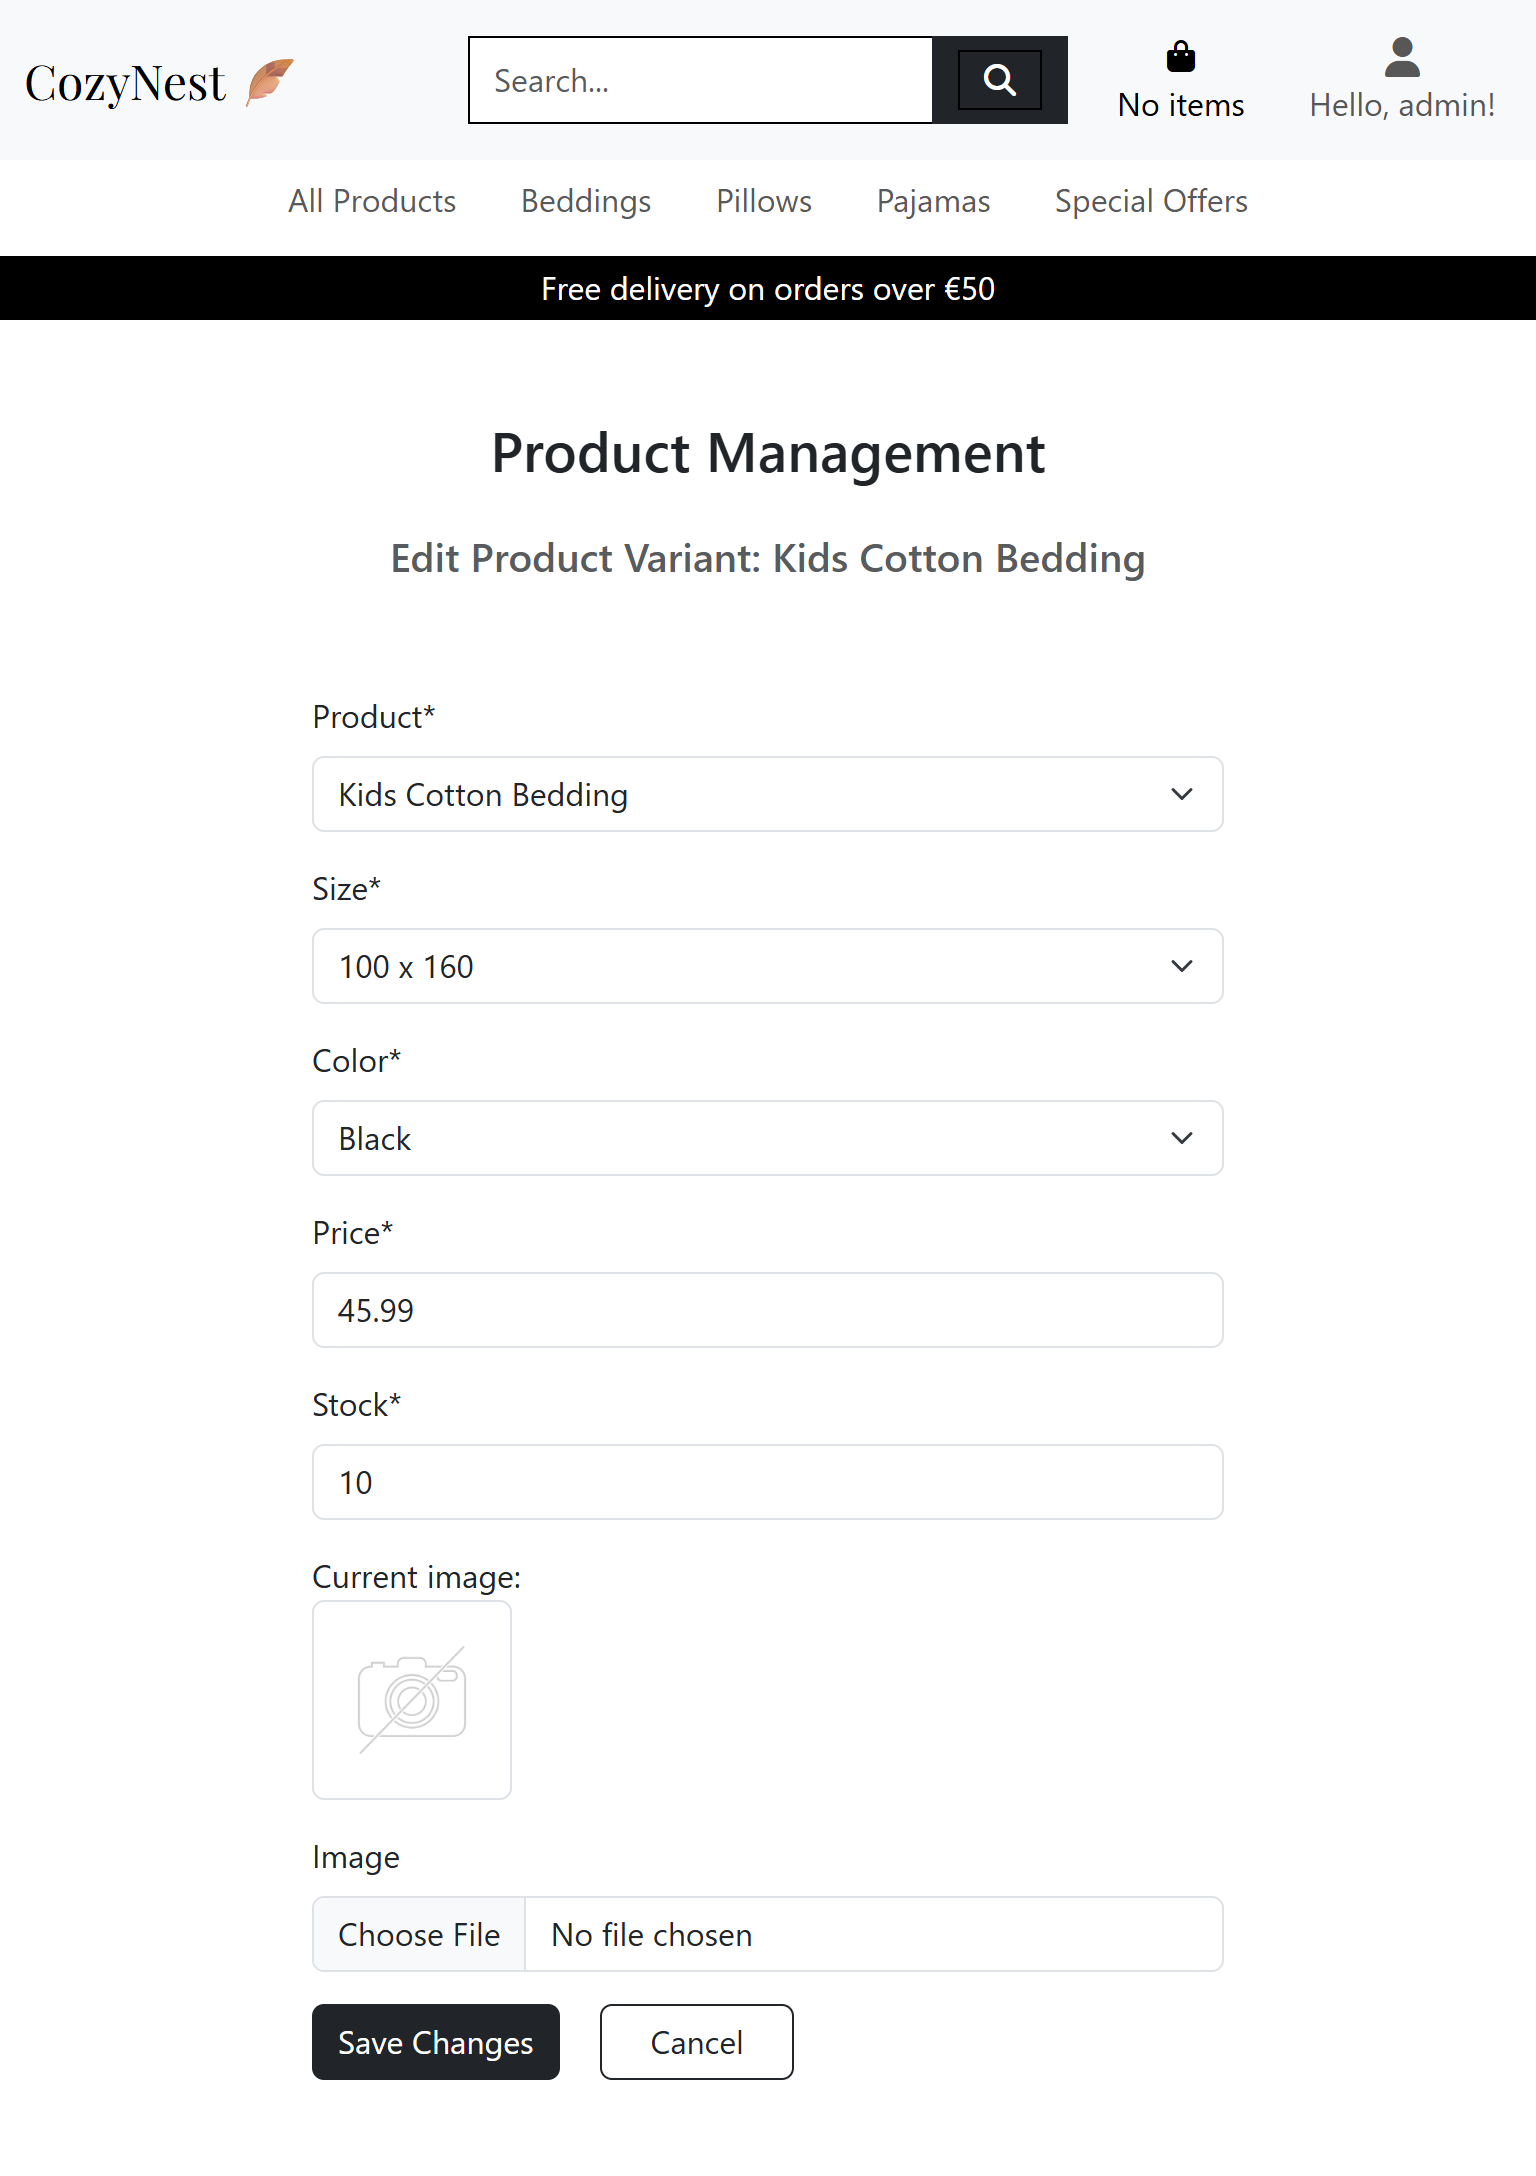 CozyNest
Search...
No items
Hello, admin!
All Products Beddings Pillows Pajamas Special Offers
Free delivery on orders over €50
Product Management
Edit Product Variant: Kids Cotton Bedding
Product*
Kids Cotton Bedding
Size*
100 x 160
Color*
Black
Price*
45.99
Stock*
10
Current image:
Image
Choose File No file chosen
Save Changes Cancel